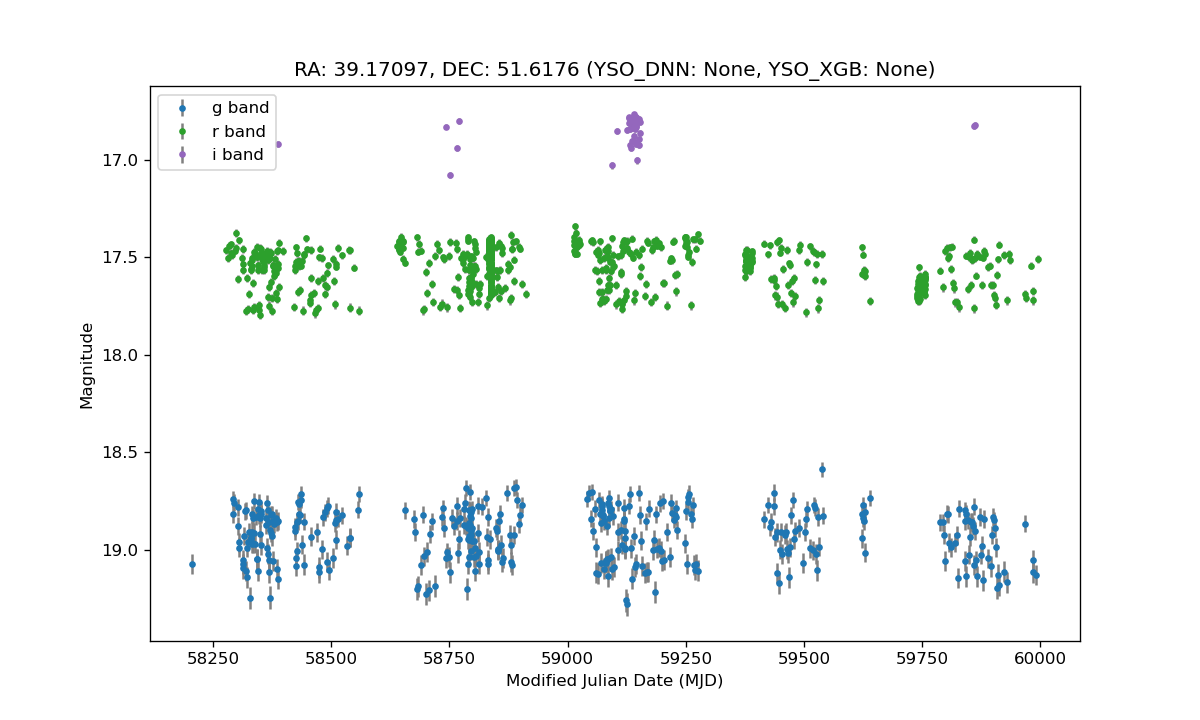 RA: 39.17097, DEC: 51.6176 (YSO_DNN: None, YSO_XGB: None)
g band
r band
i band
17.0
17.5
18.0
18.5
19.0
Magnitude
58250
58500
58750
59000
59250
59500
59750
60000
Modified Julian Date (MJD)